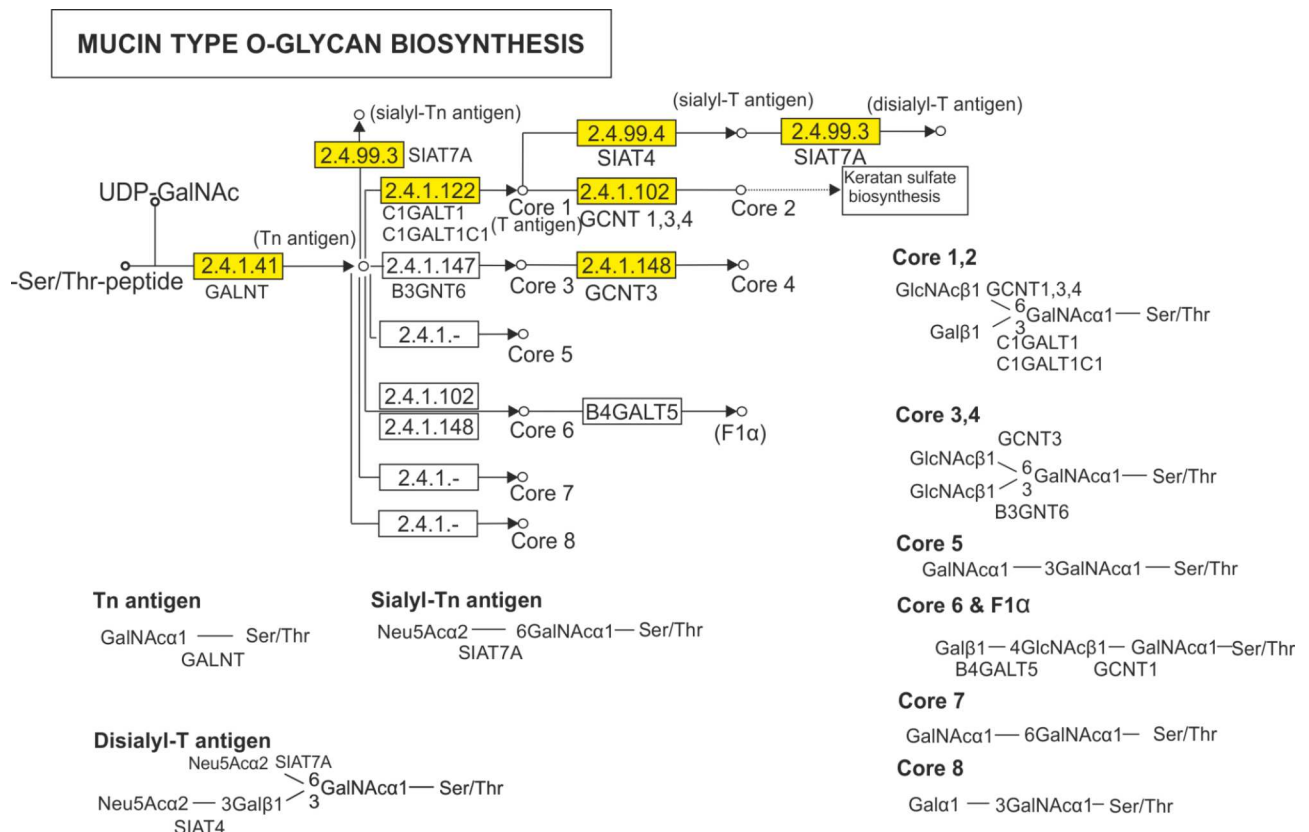 MUCIN TYPE O-GLYCAN BIOSYNTHESIS
(sialyl-Tn antigen)
(sialyl-T antigen)
(disialyl-T antigen)
2.4.99.3 SIAT7A
2.4.99.4
SIAT4
2.4.99.3
SIAT7A
UDP-GalNAc
2.4.1.122
C1GALT1
C1GALT1C1
Core 1
(T antigen)
2.4.1.102
GCNT 1,3,4
Core 2
Keratan sulfate
biosynthesis
(Tn antigen)
-Ser/Thr-peptide
2.4.1.41
GALNT
2.4.1.147
B3GNT6
Core 3
2.4.1.148
GCNT3
Core 4
2.4.1.-
Core 5
2.4.1.102
2.4.1.148
Core 6
B4GALT5
(F1α)
2.4.1.-
Core 7
2.4.1.-
Core 8
Core 1,2
GlcNAcβ1 GCNT1,3,4
6
GalNAcα1 — Ser/Thr
Galβ1
3
C1GALT1
C1GALT1C1
Core 3,4
GCNT3
GlcNAcβ1
6
GalNAcα1 — Ser/Thr
GlcNAcβ1
3
B3GNT6
Core 5
GalNAcα1 — 3GalNAcα1 — Ser/Thr
Core 6 & F1α
Galβ1 — 4GlcNAcβ1 — GalNAcα1 — Ser/Thr
B4GALT5 GCNT1
Core 7
GalNAcα1 — 6GalNAcα1 — Ser/Thr
Core 8
Galα1 — 3GalNAcα1 — Ser/Thr
Tn antigen
GalNAcα1 — Ser/Thr
GALNT
Sialyl-Tn antigen
Neu5Acα2 — 6GalNAcα1 — Ser/Thr
SIAT7A
Disialyl-T antigen
Neu5Acα2 SIAT7A
6
GalNAcα1 — Ser/Thr
Neu5Acα2 — 3Galβ1
3
SIAT4